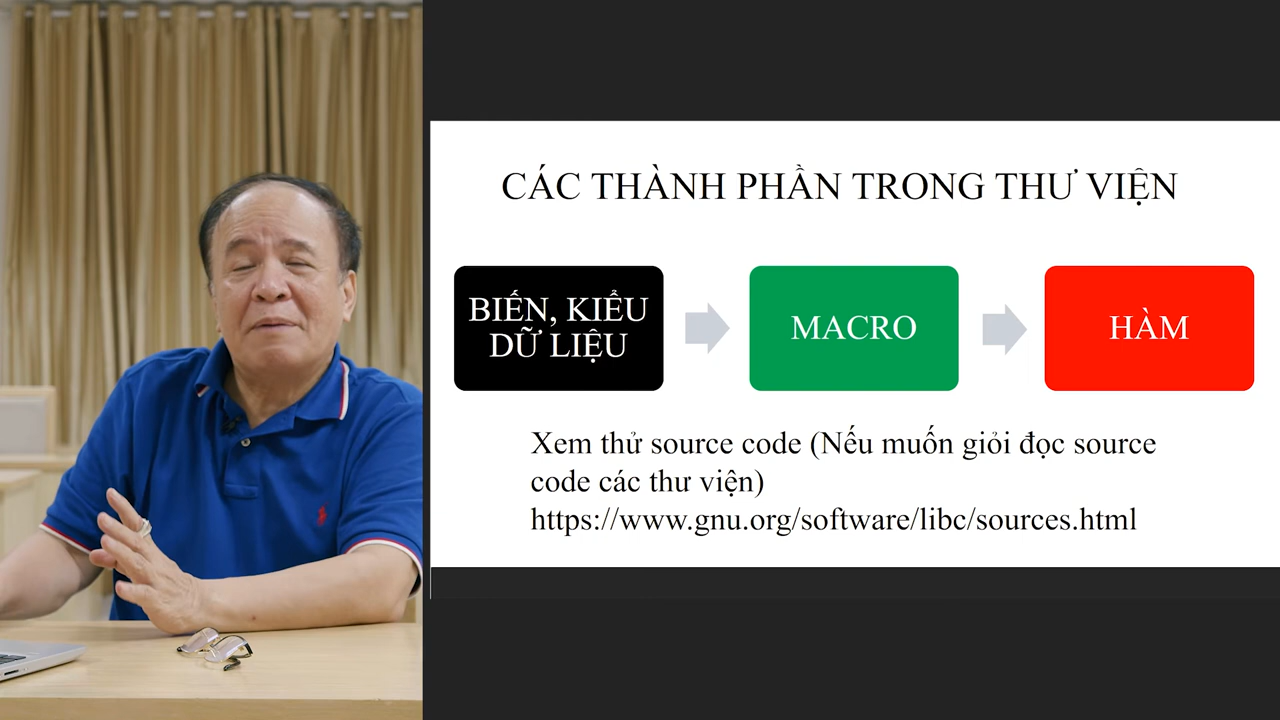 CÁC THÀNH PHẦN TRONG THƯ VIỆN
BIẾN, KIỂU
DỮ LIỆU
MACRO
HÀM
Xem thử source code (Nếu muốn giỏi đọc source
code các thư viện)
https://www.gnu.org/software/libc/sources.html